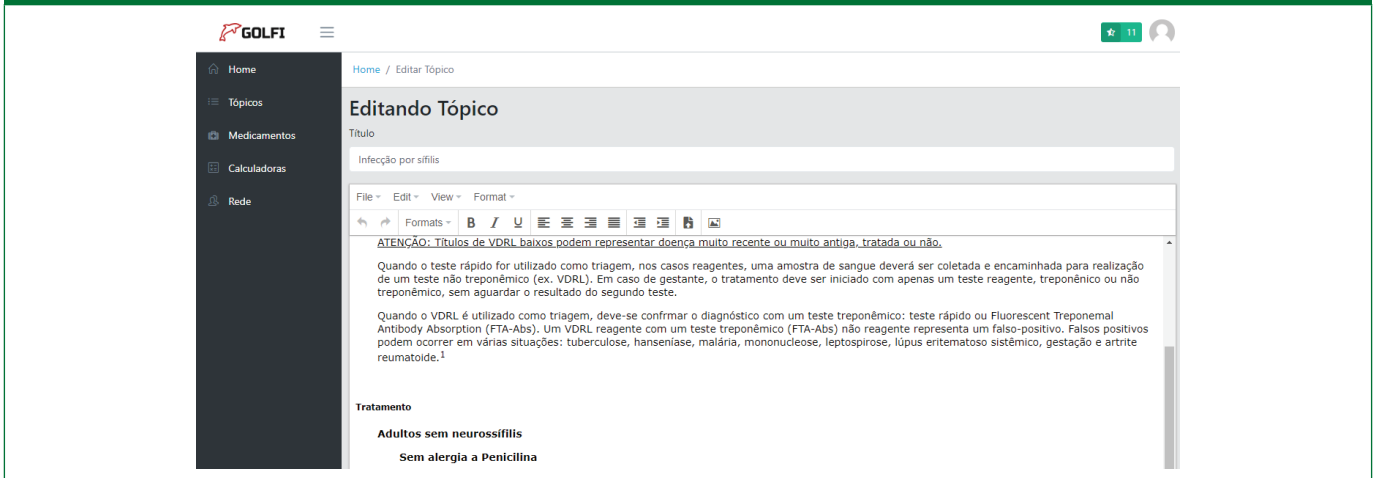 GOLFI
11
Home
Tópicos
Medicamentos
Calculadoras
Rede
Home / Editar Tópico
Editando Tópico
Título
Infecção por sífilis
File Edit View Format
Formats B I U
ATENÇÃO: Títulos de VDRL baixos podem representar doença muito recente ou muito antiga, tratada ou não.
Quando o teste rápido for utilizado como triagem, nos casos reagentes, uma amostra de sangue deverá ser coletada e encaminhada para realização
de um teste não treponêmico (ex. VDRL). Em caso de gestante, o tratamento deve ser iniciado com apenas um teste reagente, treponênico ou não
treponêmico, sem aguardar o resultado do segundo teste.
Quando o VDRL é utilizado como triagem, deve-se confrmar o diagnóstico com um teste treponêmico: teste rápido ou Fluorescent Treponemal
Antibody Absorption (FTA-Abs). Um VDRL reagente com um teste treponêmico (FTA-Abs) não reagente representa um falso-positivo. Falsos positivos
podem ocorrer em várias situações: tuberculose, hanseníase, malária, mononucleose, leptospirose, lúpus eritematoso sistêmico, gestação e artrite
reumatoide.1
Tratamento
Adultos sem neurossífilis
Sem alergia a Penicilina